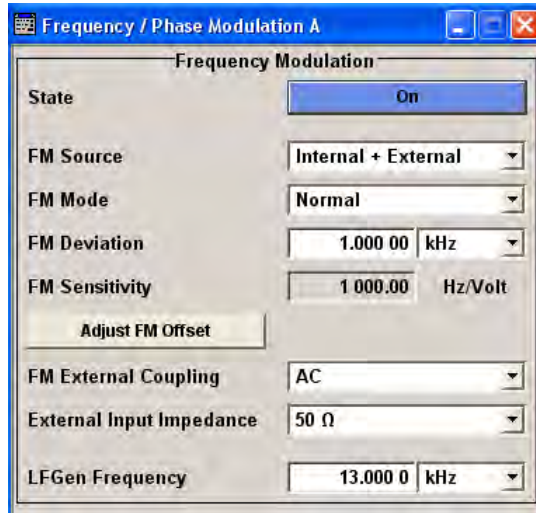 Frequency / Phase Modulation A
Frequency Modulation
State On
FM Source Internal + External
FM Mode Normal
FM Deviation 1.000 00 kHz
FM Sensitivity 1 000.00 Hz/Volt
Adjust FM Offset
FM External Coupling AC
External Input Impedance 50 Ω
LFGen Frequency 13.000 0 kHz